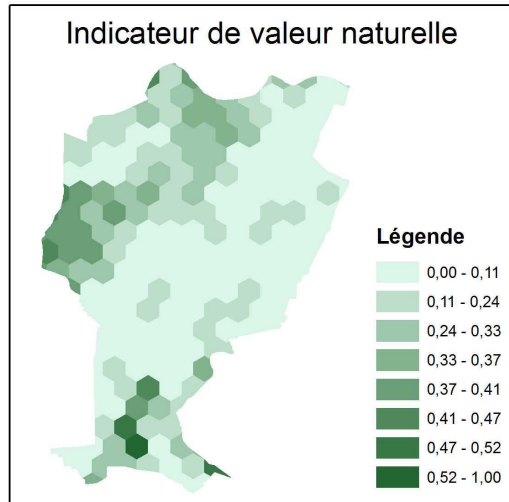 Indicateur de valeur naturelle
Légende
0,00 - 0,11
0,11 - 0,24
0,24 - 0,33
0,33 - 0,37
0,37 - 0,41
0,41 - 0,47
0,47 - 0,52
0,52 - 1,00